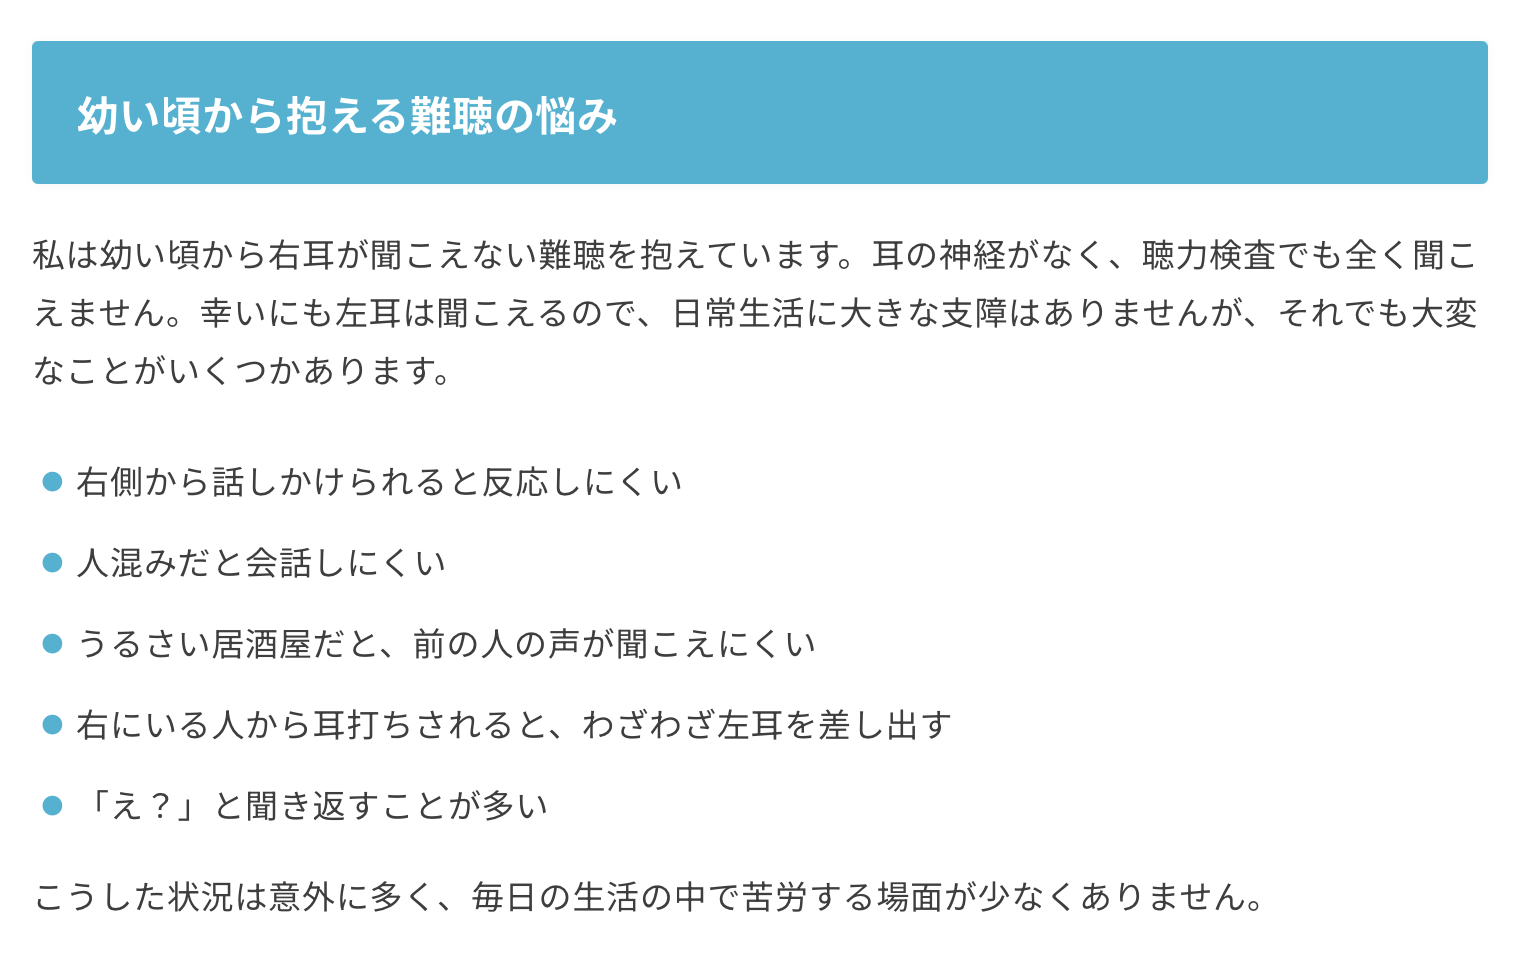 幼い頃から抱える難聴の悩み
私は幼い頃から右耳が聞こえない難聴を抱えています。耳の神経がなく、聴力検査でも全く聞こ
えません。幸いにも左耳は聞こえるので、日常生活に大きな支障はありませんが、それでも大変
なことがいくつかあります。
右側から話しかけられると反応しにくい
人混みだと会話しにくい
うるさい居酒屋だと、前の人の声が聞こえにくい
右にいる人から耳打ちされると、わざわざ左耳を差し出す
「え？」と聞き返すことが多い
こうした状況は意外に多く、毎日の生活の中で苦労する場面が少なくありません。